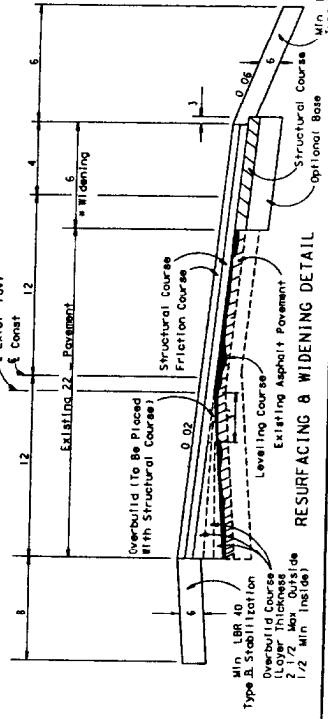 ℄ Const
8
12
12
4
6
Existing 22 Pavement
6
* Widening
3
Overbuild (To Be Placed
With Structural Course)
Structural Course
Friction Course
0 02
0 06
6
6
Min LBR 40
Type B Stabilization
Leveling Course
Existing Asphalt Pavement
Structural Course
Optional Base
Overbuild Course
(Layer Thickness
2 1/2 Max Outside
1/2 Min Inside)
RESURFACING & WIDENING DETAIL